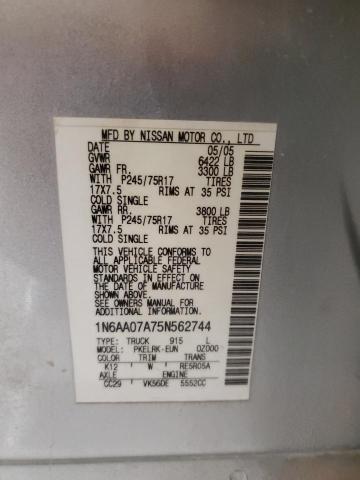 MFD BY NISSAN MOTOR CO., LTD
DATE 05/05
GVWR 6422 LB
GAWR FR. 3300 LB
WITH P245/75R17 TIRES
17X7.5 RIMS AT 35 PSI
COLD SINGLE
GAWR RR. 3800 LB
WITH P245/75R17 TIRES
17X7.5 RIMS AT 35 PSI
COLD SINGLE
THIS VEHICLE CONFORMS TO
ALL APPLICABLE FEDERAL
MOTOR VEHICLE SAFETY
STANDARDS IN EFFECT ON
THE DATE OF MANUFACTURE
SHOWN ABOVE.
SEE OWNERS MANUAL FOR
ADDITIONAL INFORMATION.
1N6AA07A75N562744
TYPE: TRUCK 915 L
MODEL: PKELRK-EUN 0Z000
COLOR TRIM TRANS
K12 W RE5R05A
AXLE ENGINE
CC29 VK56DE 5552CC